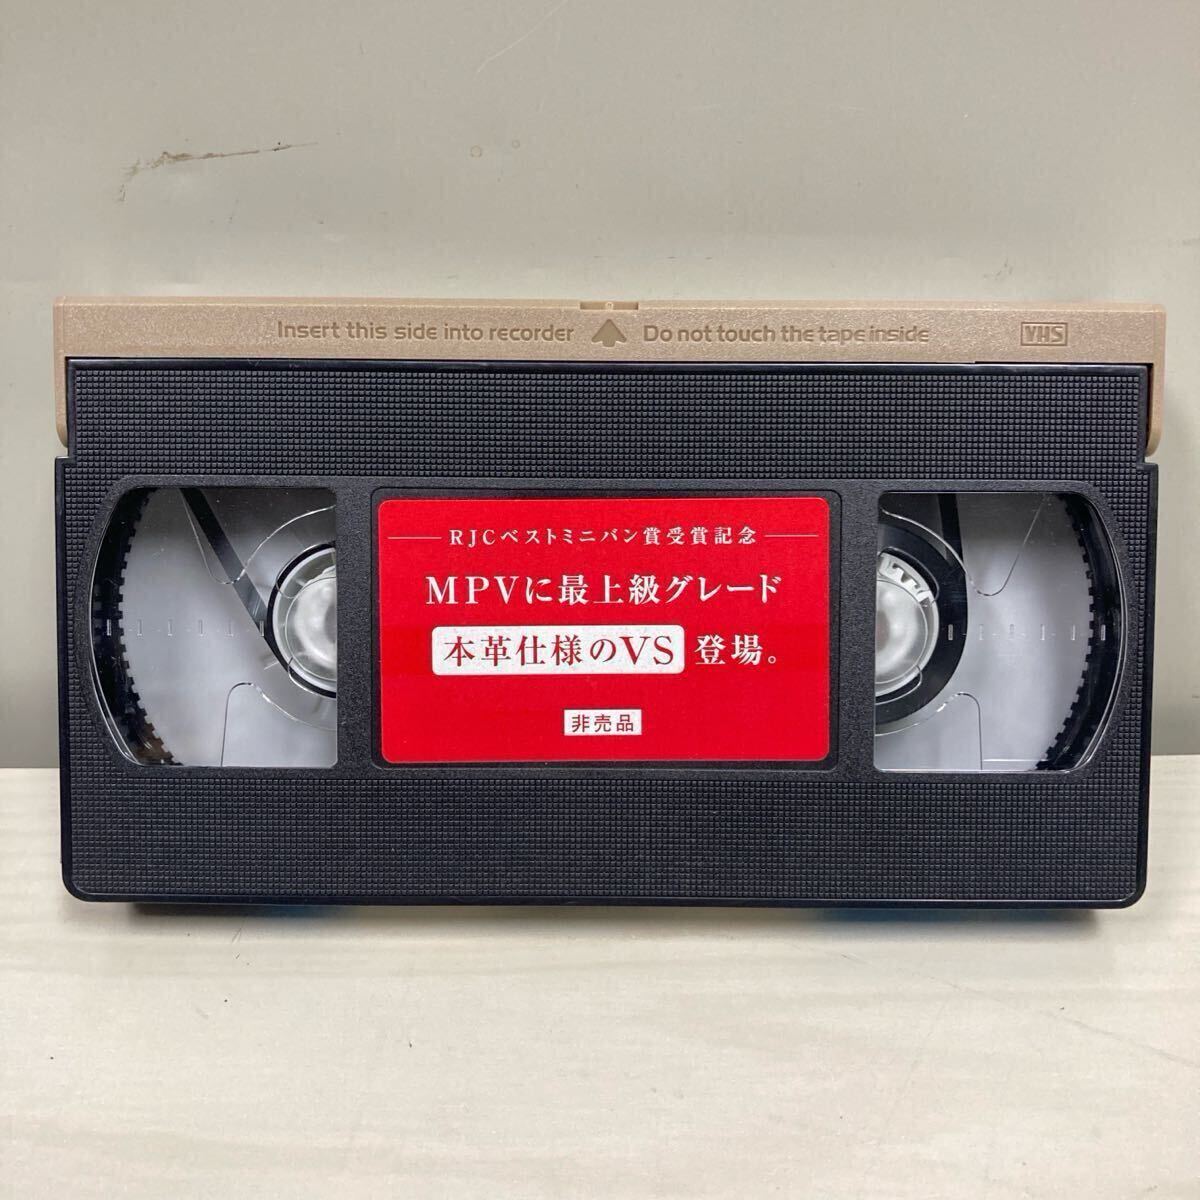 Insert this side into recorder Do not touch the tape inside VHS
RJCベストミニバン賞受賞記念
MPVに最上級グレード
本革仕様のVS 登場。
非売品